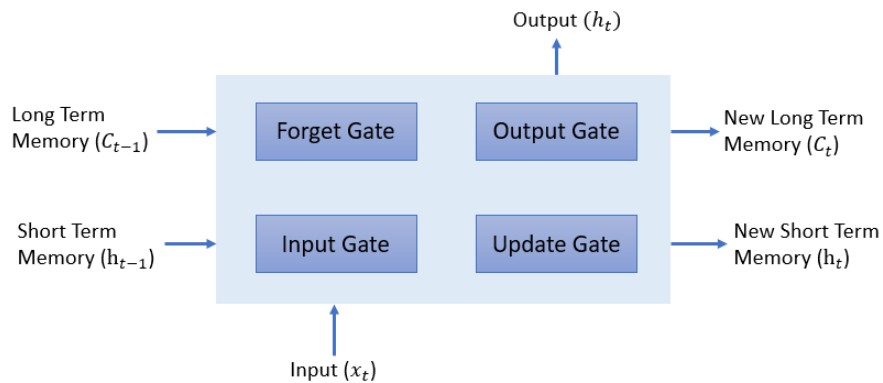 Output (h_t)
Long Term
Memory (C_{t−1})
Forget Gate
Output Gate
New Long Term
Memory (C_t)
Short Term
Memory (h_{t−1})
Input Gate
Update Gate
New Short Term
Memory (h_t)
Input (x_t)